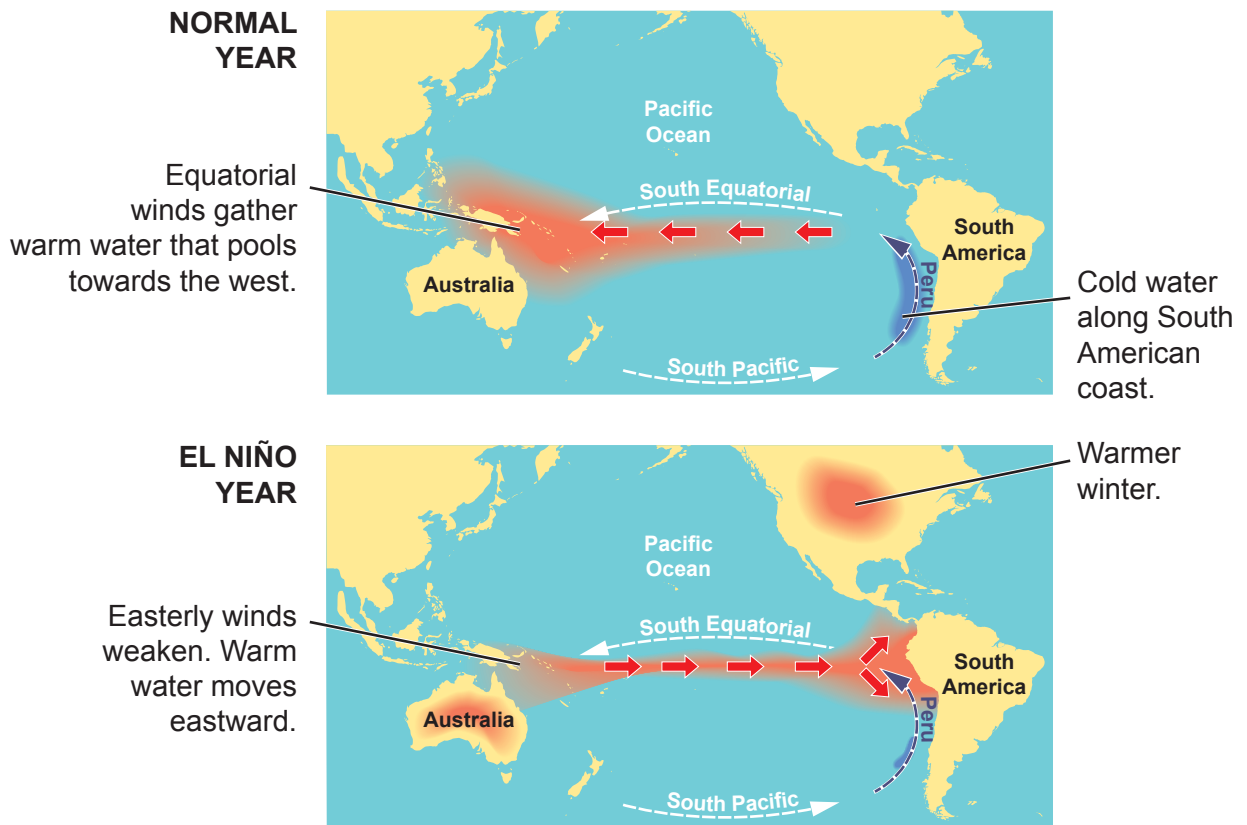 NORMAL
YEAR
Pacific
Ocean
Equatorial
winds gather
warm water that pools
towards the west.
South Equatorial
South
America
Australia
Peru
Cold water
along South
American
coast.
South Pacific
EL NIÑO
YEAR
Warmer
winter.
Pacific
Ocean
Easterly winds
weaken. Warm
water moves
eastward.
South Equatorial
South
America
Australia
Peru
South Pacific